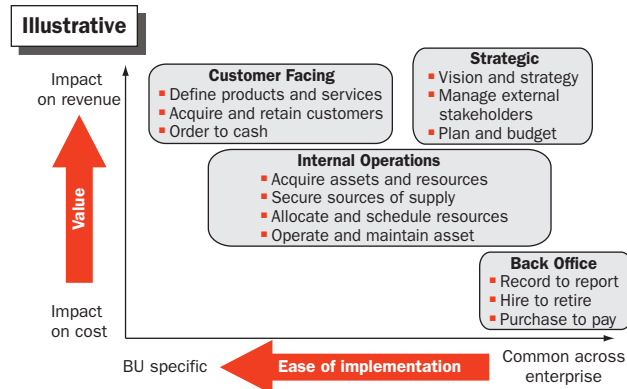 Illustrative
Impact
on revenue
Value
Impact
on cost
Customer Facing
▪ Define products and services
▪ Acquire and retain customers
▪ Order to cash
Strategic
▪ Vision and strategy
▪ Manage external
stakeholders
▪ Plan and budget
Internal Operations
▪ Acquire assets and resources
▪ Secure sources of supply
▪ Allocate and schedule resources
▪ Operate and maintain asset
Back Office
▪ Record to report
▪ Hire to retire
▪ Purchase to pay
BU specific
Ease of implementation
Common across
enterprise